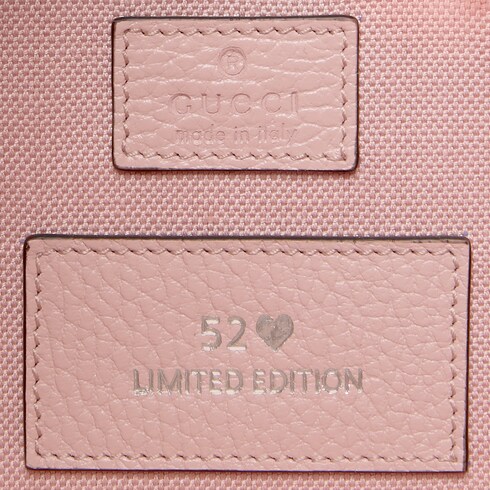 ®
GUCCI
made in italy
52♥
LIMITED EDITION